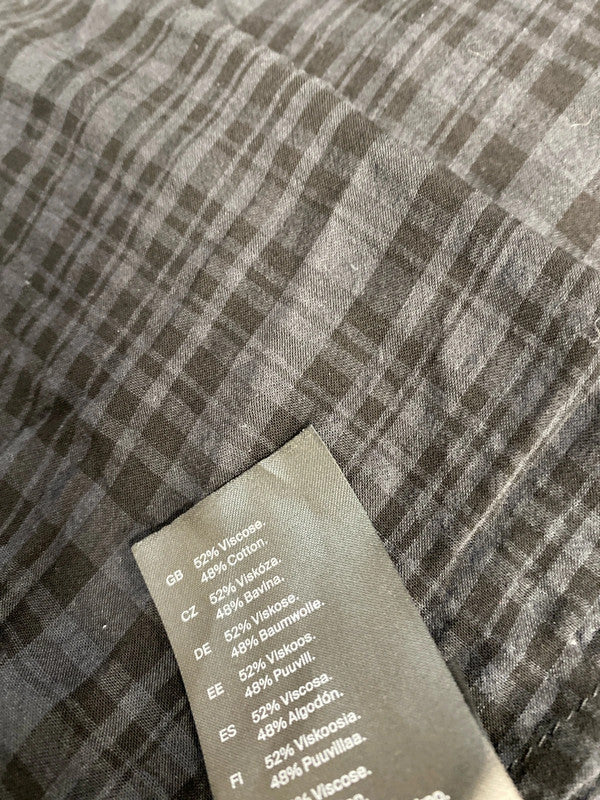 GB 52% Viscose.
48% Cotton.
CZ 52% Viskóza.
48% Bavlna.
DE 52% Viskose.
48% Baumwolle.
EE 52% Viskoos.
48% Puuvill.
ES 52% Viscosa.
48% Algodón.
FI 52% Viskoosia.
48% Puuvillaa.
52% Viscose.